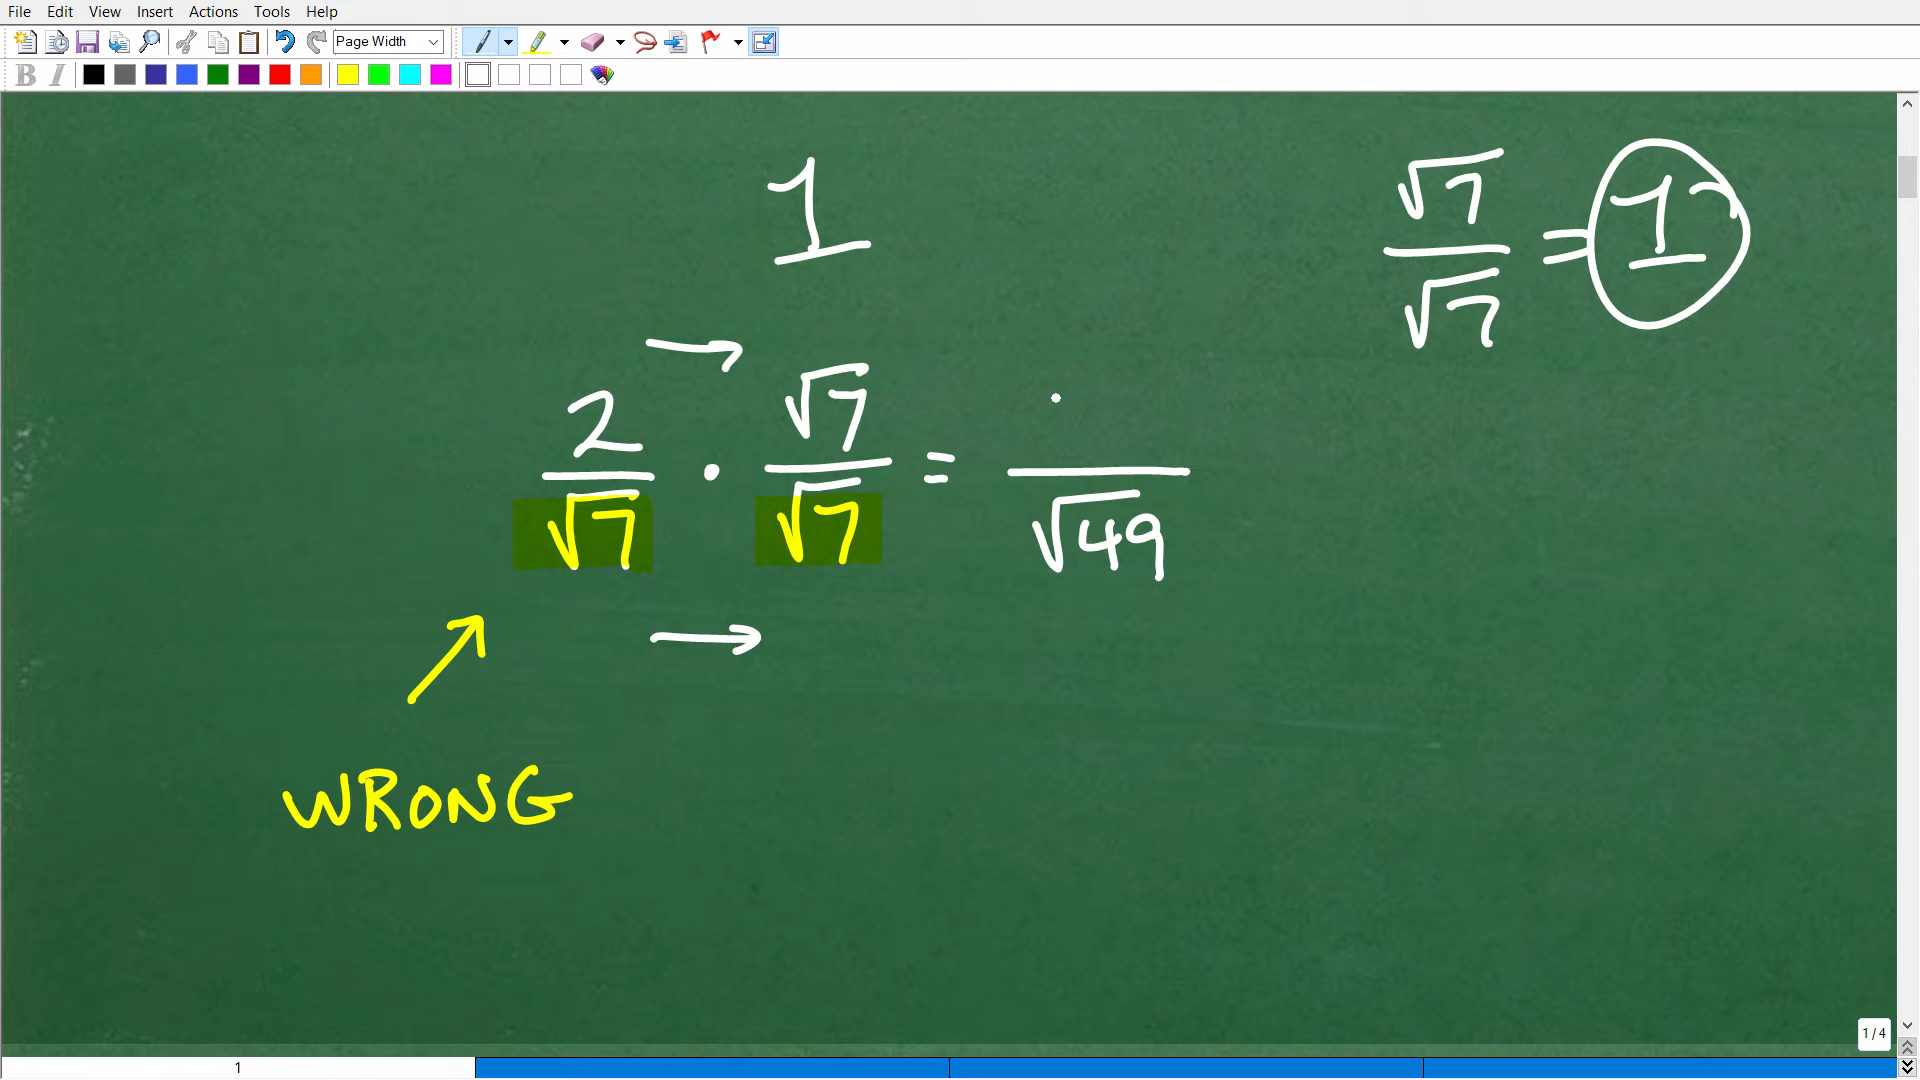 File Edit View Insert Actions Tools Help
Page Width
B I
1
√7/√7 = 1
2/√7 · √7/√7 = /√49
WRONG
1/4
1